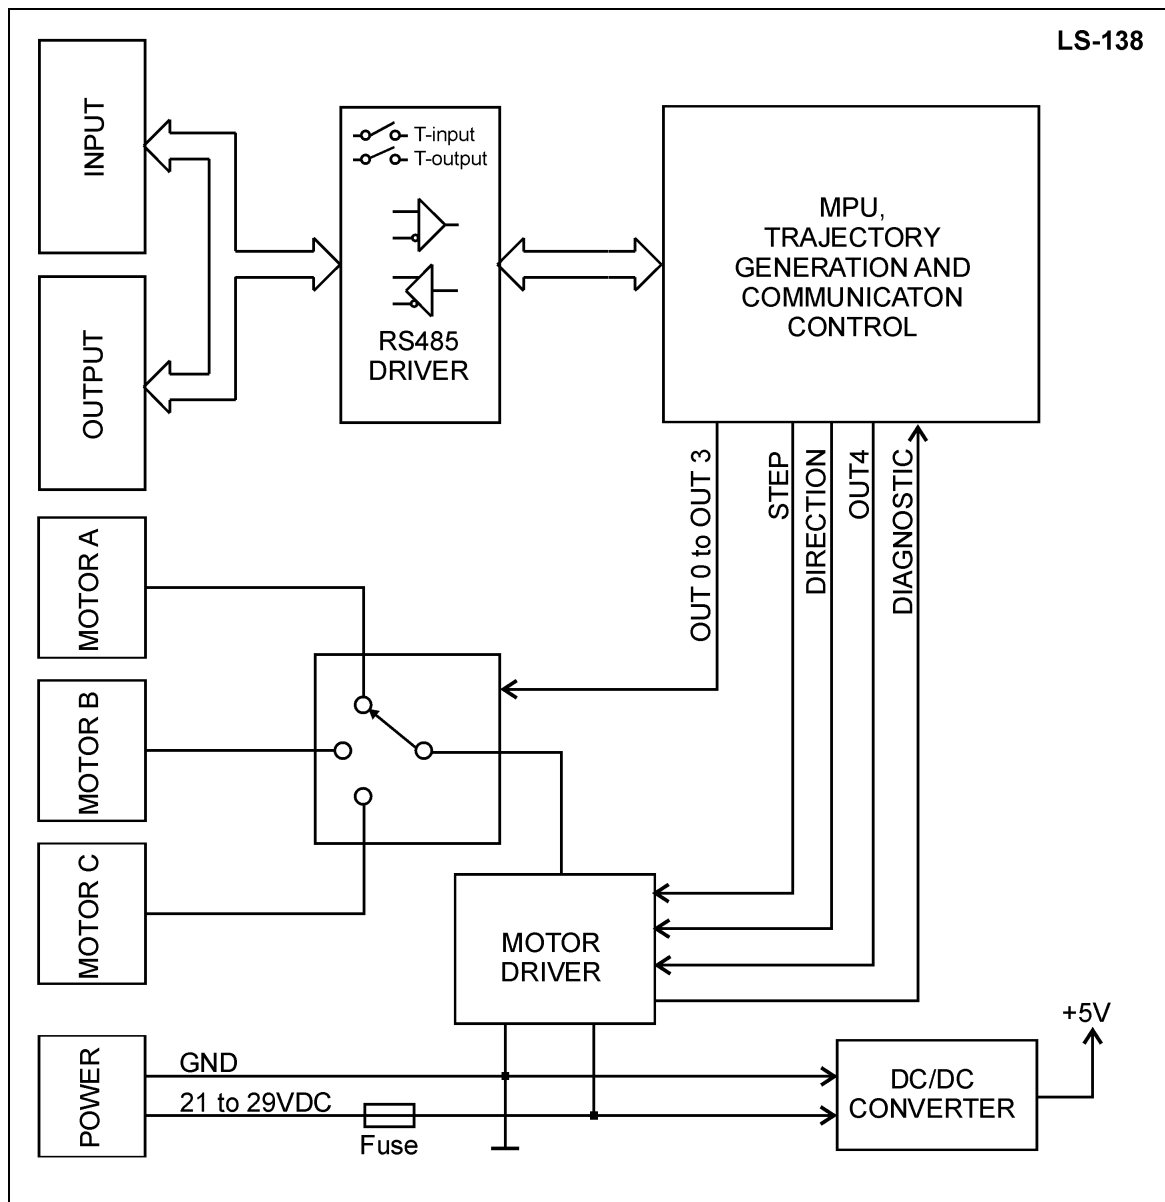 LS-138
INPUT
T-input
T-output
RS485
DRIVER
MPU,
TRAJECTORY
GENERATION AND
COMMUNICATON
CONTROL
OUTPUT
OUT 0 to OUT 3
STEP
DIRECTION
OUT4
DIAGNOSTIC
MOTOR A
MOTOR B
MOTOR C
MOTOR
DRIVER
POWER
GND
21 to 29VDC
Fuse
DC/DC
CONVERTER
+5V